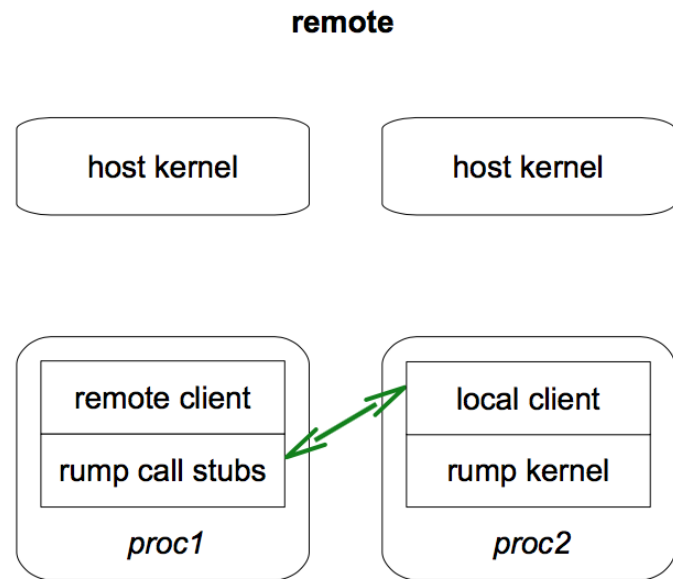 remote
host kernel
host kernel
remote client
rump call stubs
proc1
local client
rump kernel
proc2